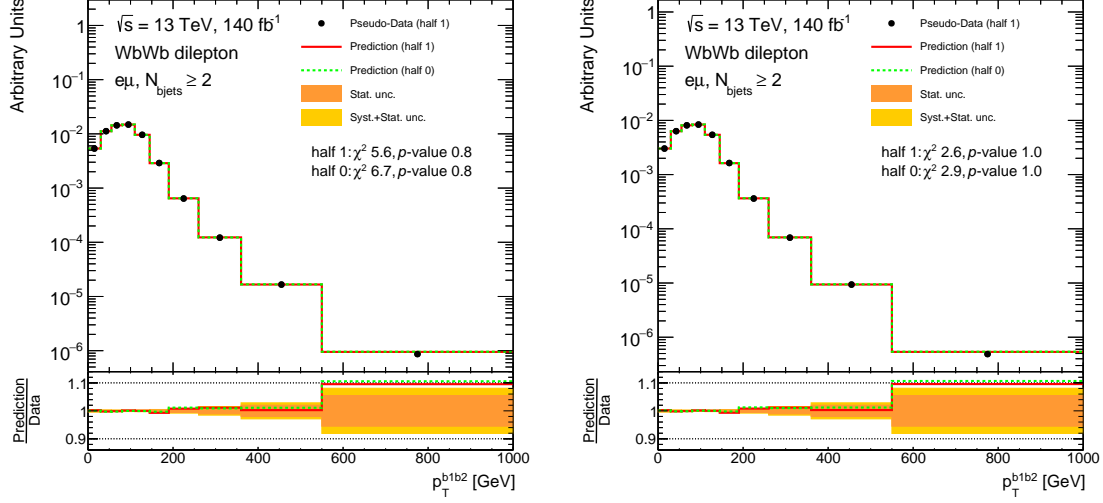 √s = 13 TeV, 140 fb⁻¹
WbWb dilepton
eμ, N_bjets ≥ 2
Pseudo-Data (half 1)
Prediction (half 1)
Prediction (half 0)
Stat. unc.
Syst.+Stat. unc.
half 1: χ² 5.6, p-value 0.8
half 0: χ² 6.7, p-value 0.8
Arbitrary Units
1
10⁻¹
10⁻²
10⁻³
10⁻⁴
10⁻⁵
10⁻⁶
Prediction
Data
1.1
1
0.9
0 200 400 600 800 1000
p_T^b1b2 [GeV]
√s = 13 TeV, 140 fb⁻¹
WbWb dilepton
eμ, N_bjets ≥ 2
Pseudo-Data (half 1)
Prediction (half 1)
Prediction (half 0)
Stat. unc.
Syst.+Stat. unc.
half 1: χ² 2.6, p-value 1.0
half 0: χ² 2.9, p-value 1.0
Arbitrary Units
1
10⁻¹
10⁻²
10⁻³
10⁻⁴
10⁻⁵
10⁻⁶
Prediction
Data
1.1
1
0.9
0 200 400 600 800 1000
p_T^b1b2 [GeV]